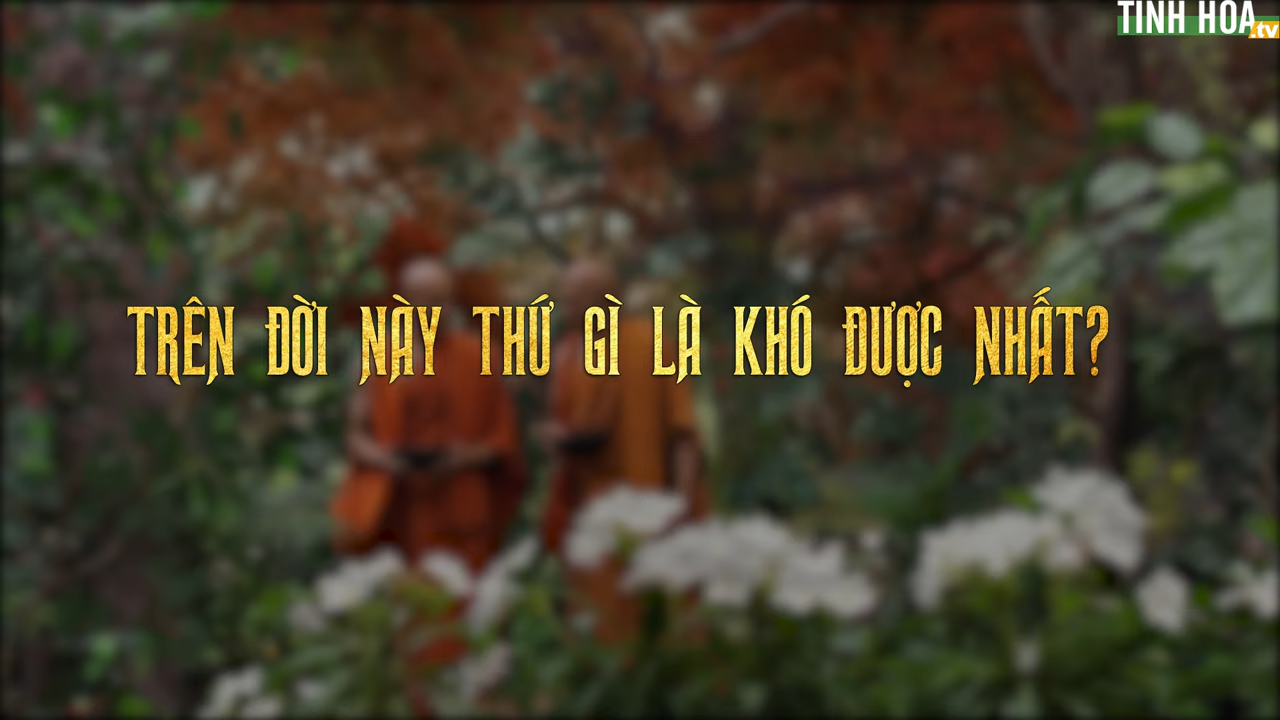 TINH HOA
.tv
TRÊN ĐỜI NÀY THỨ GÌ LÀ KHÓ ĐƯỢC NHẤT?